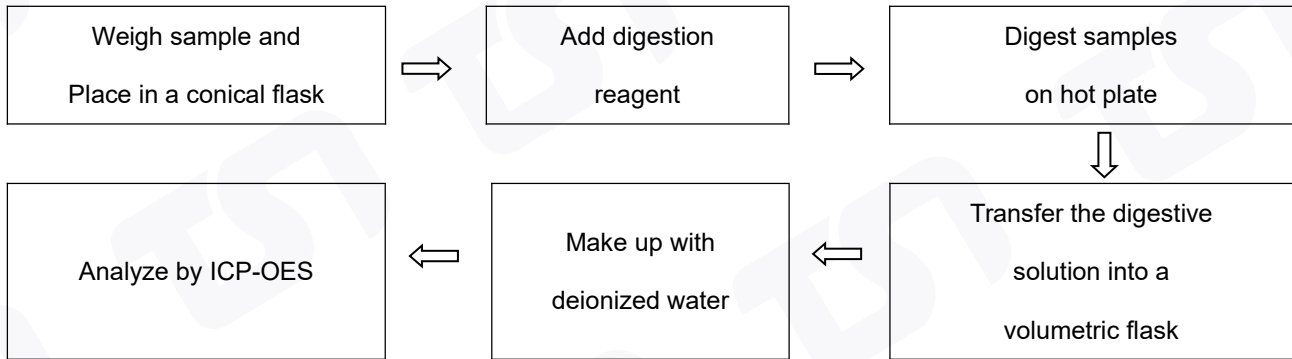 Weigh sample and
Place in a conical flask
Add digestion
reagent
Digest samples
on hot plate
Transfer the digestive
solution into a
volumetric flask
Make up with
deionized water
Analyze by ICP-OES